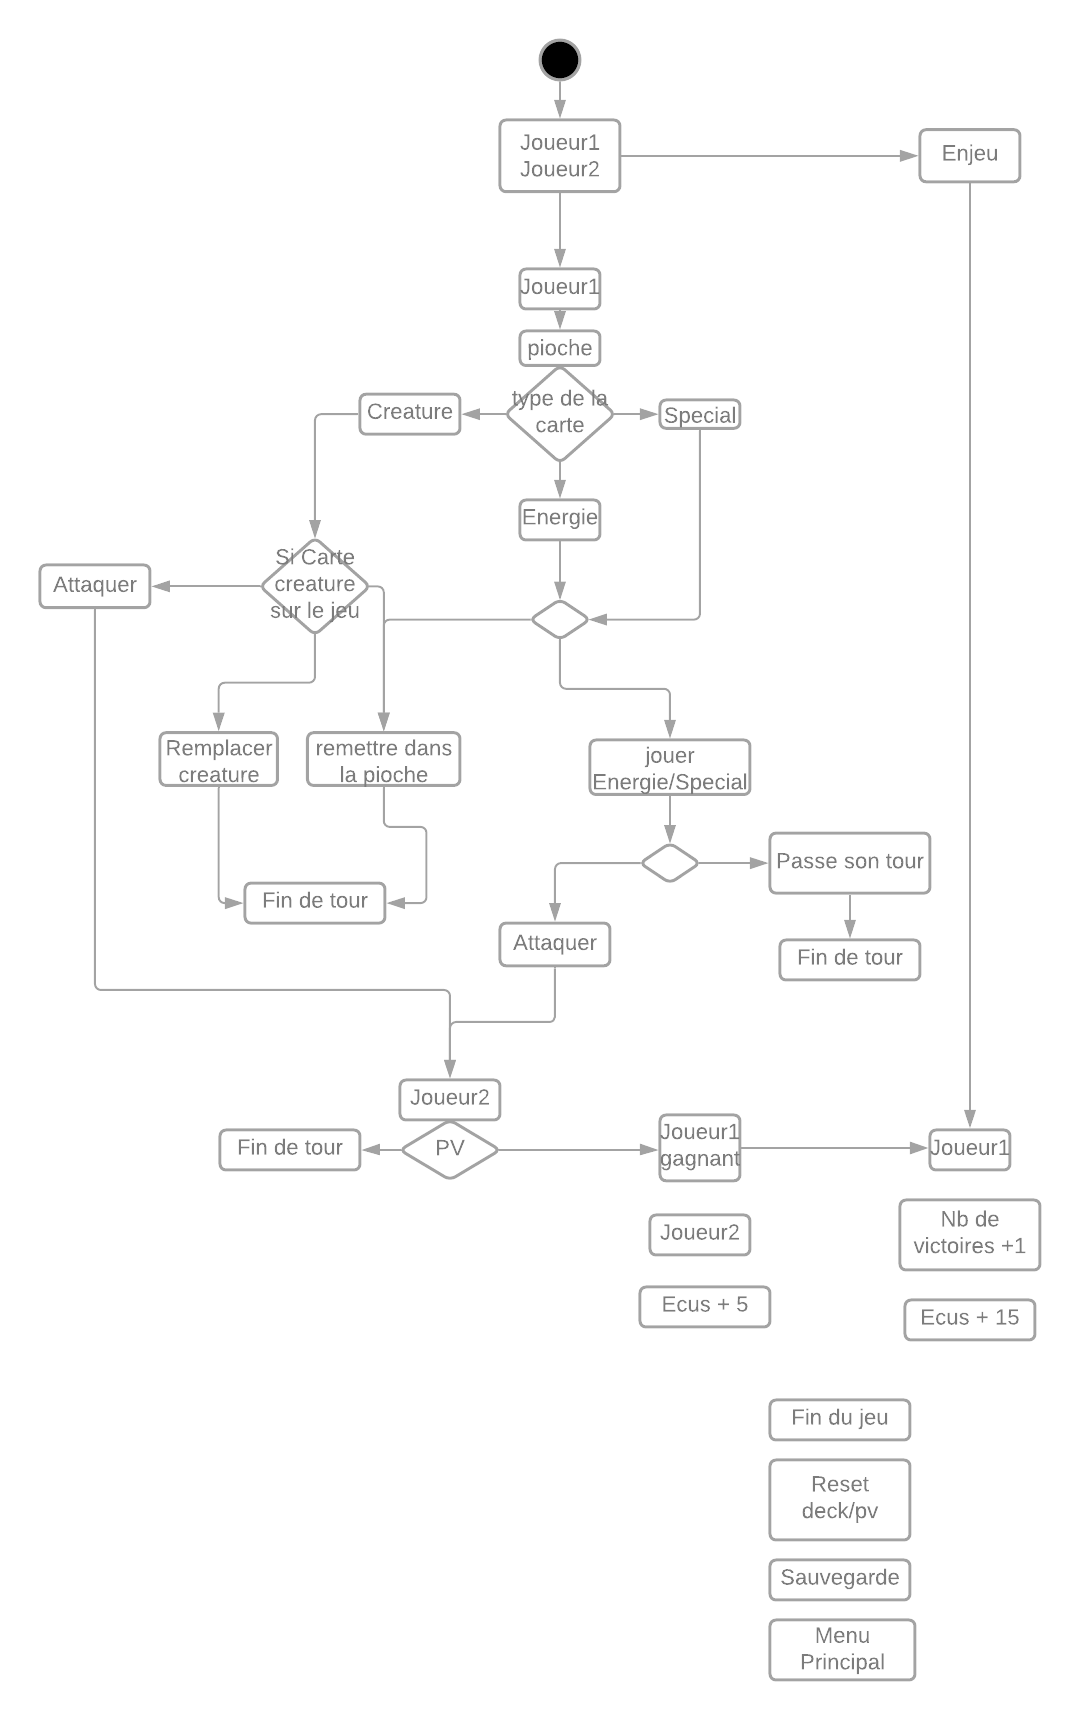 Joueur1
Joueur2
Enjeu
Joueur1
pioche
type de la
carte
Creature
Special
Energie
Si Carte
creature
sur le jeu
Attaquer
Remplacer
creature
remettre dans
la pioche
jouer
Energie/Special
Passe son tour
Fin de tour
Attaquer
Fin de tour
Joueur2
PV
Fin de tour
Joueur1
gagnant
Joueur1
Joueur2
Nb de
victoires +1
Ecus + 5
Ecus + 15
Fin du jeu
Reset
deck/pv
Sauvegarde
Menu
Principal